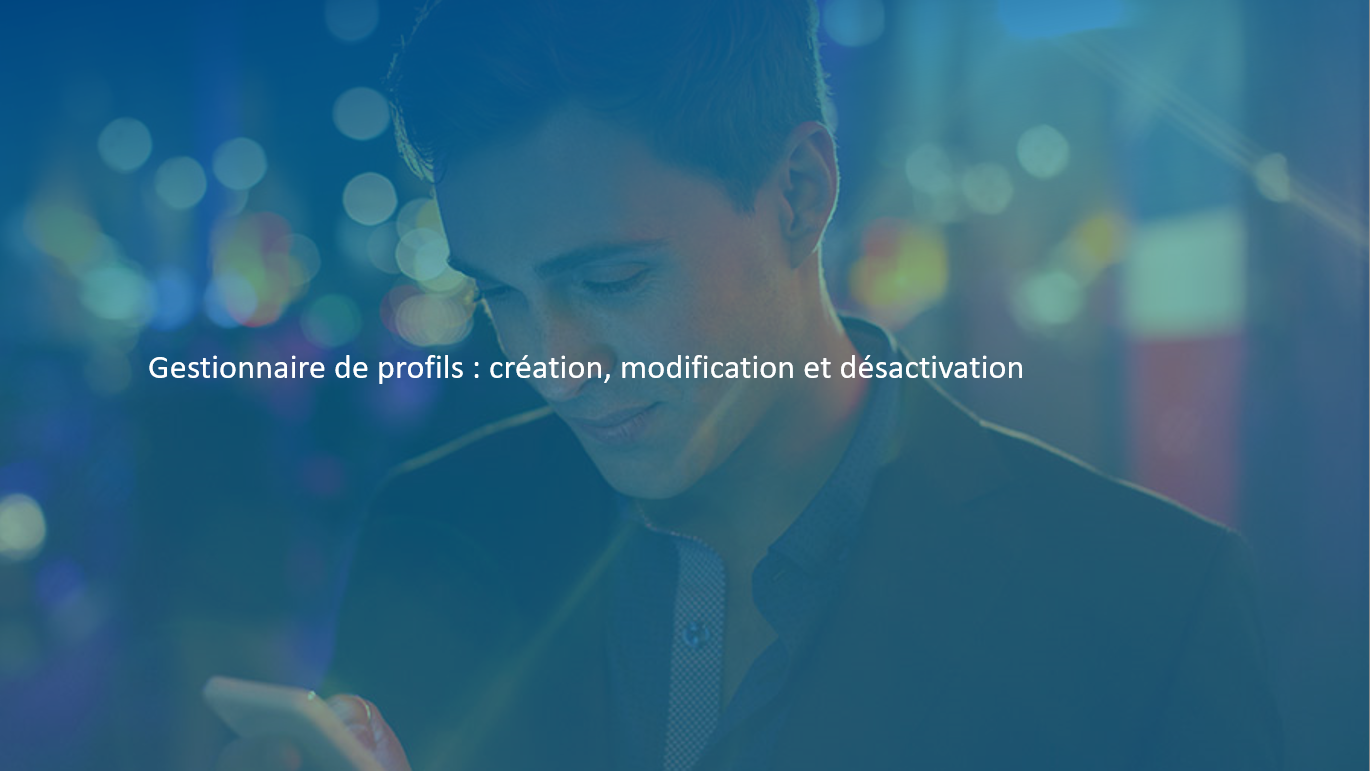 Gestionnaire de profils : création, modification et désactivation